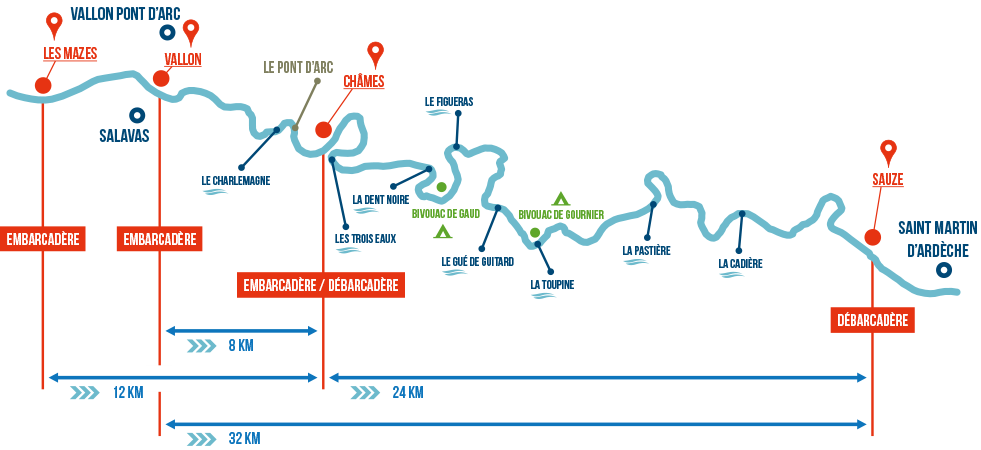 VALLON PONT D'ARC
LES MAZES
VALLON
LE PONT D'ARC
CHÂMES
LE FIGUERAS
SALAVAS
LE CHARLEMAGNE
LA DENT NOIRE
BIVOUAC DE GAUD
BIVOUAC DE GOURNIER
SAUZE
SAINT MARTIN
D'ARDÈCHE
LES TROIS EAUX
LE GUÉ DE GUITARD
LA TOUPINE
LA PASTIÈRE
LA CADIÈRE
EMBARCADÈRE
EMBARCADÈRE
EMBARCADÈRE / DÉBARCADÈRE
DÉBARCADÈRE
8 KM
12 KM
24 KM
32 KM